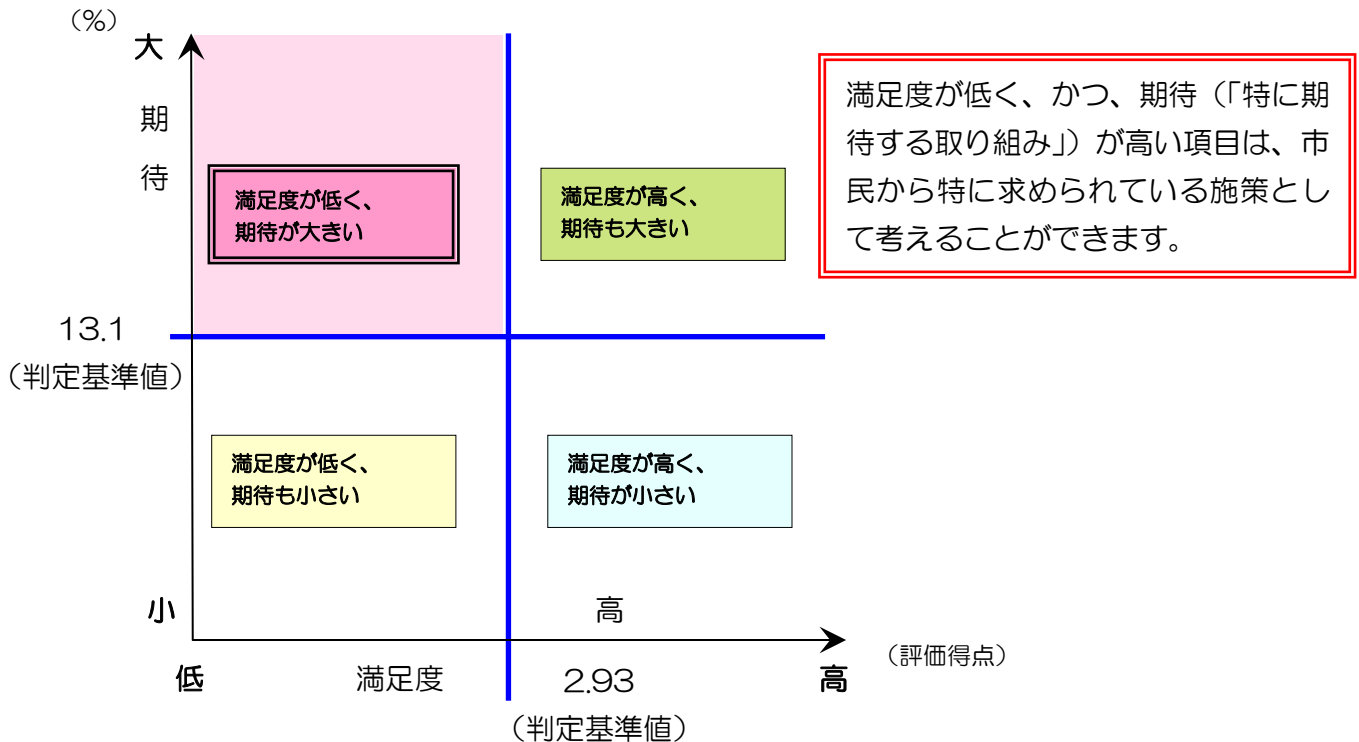 （%）
大
期
待
満足度が低く、
期待が大きい
満足度が高く、
期待も大きい
満足度が低く、かつ、期待（「特に期
待する取り組み」）が高い項目は、市
民から特に求められている施策とし
て考えることができます。
13.1
（判定基準値）
満足度が低く、
期待も小さい
満足度が高く、
期待が小さい
小
高
低
満足度
2.93
（判定基準値）
高
（評価得点）